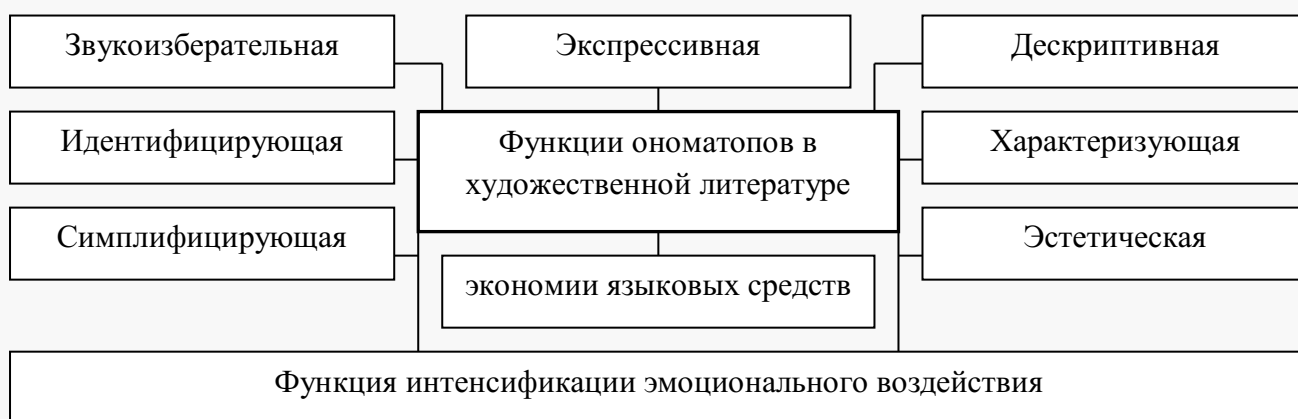 Звукоизберательная
Экспрессивная
Дескриптивная
Идентифицирующая
Функции ономатопов в
художественной литературе
Характеризующая
Симплифицирующая
Эстетическая
экономии языковых средств
Функция интенсификации эмоционального воздействия